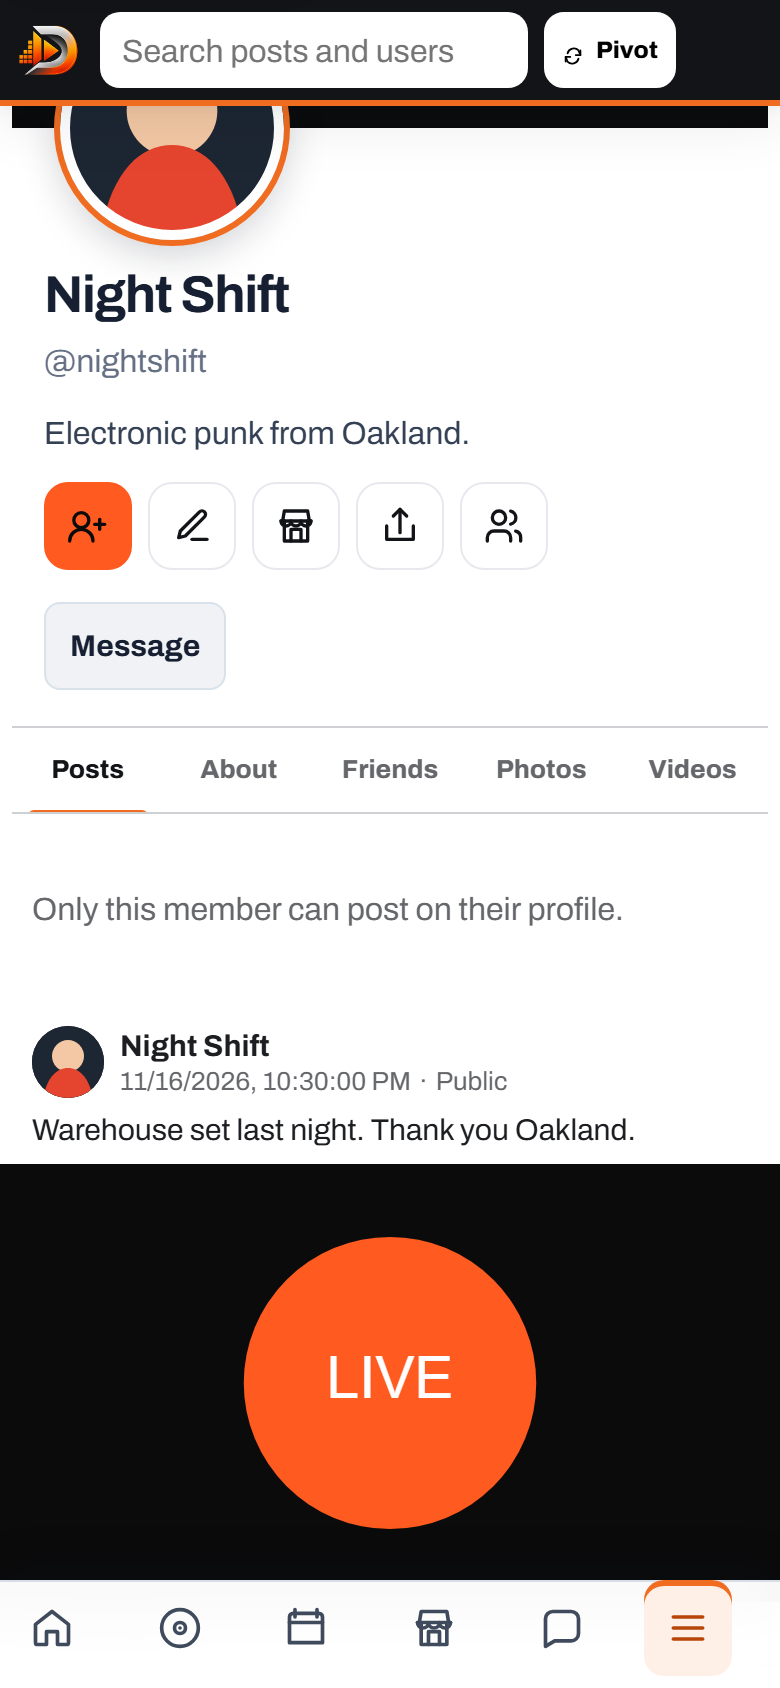 Search posts and users
Pivot
Night Shift
@nightshift
Electronic punk from Oakland.
Message
Posts About Friends Photos Videos
Only this member can post on their profile.
Night Shift
11/16/2026, 10:30:00 PM · Public
Warehouse set last night. Thank you Oakland.
LIVE